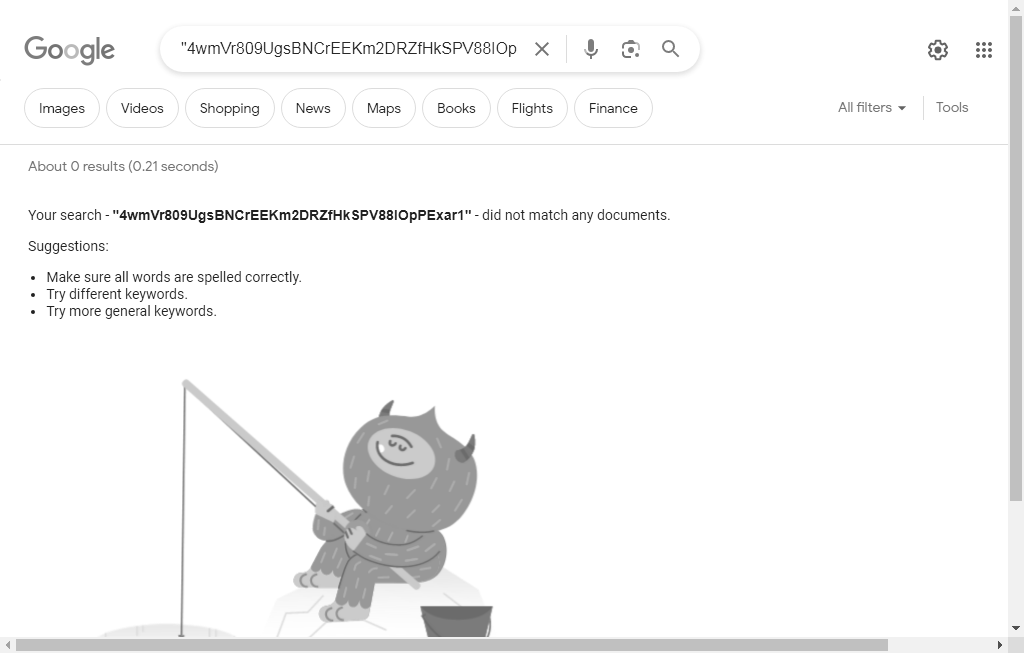 Google
"4wmVr809UgsBNCrEEKm2DRZfHkSPV88IOp
Images Videos Shopping News Maps Books Flights Finance All filters Tools
About 0 results (0.21 seconds)
Your search - "4wmVr809UgsBNCrEEKm2DRZfHkSPV88IOpPExar1" - did not match any documents.
Suggestions:
• Make sure all words are spelled correctly.
• Try different keywords.
• Try more general keywords.